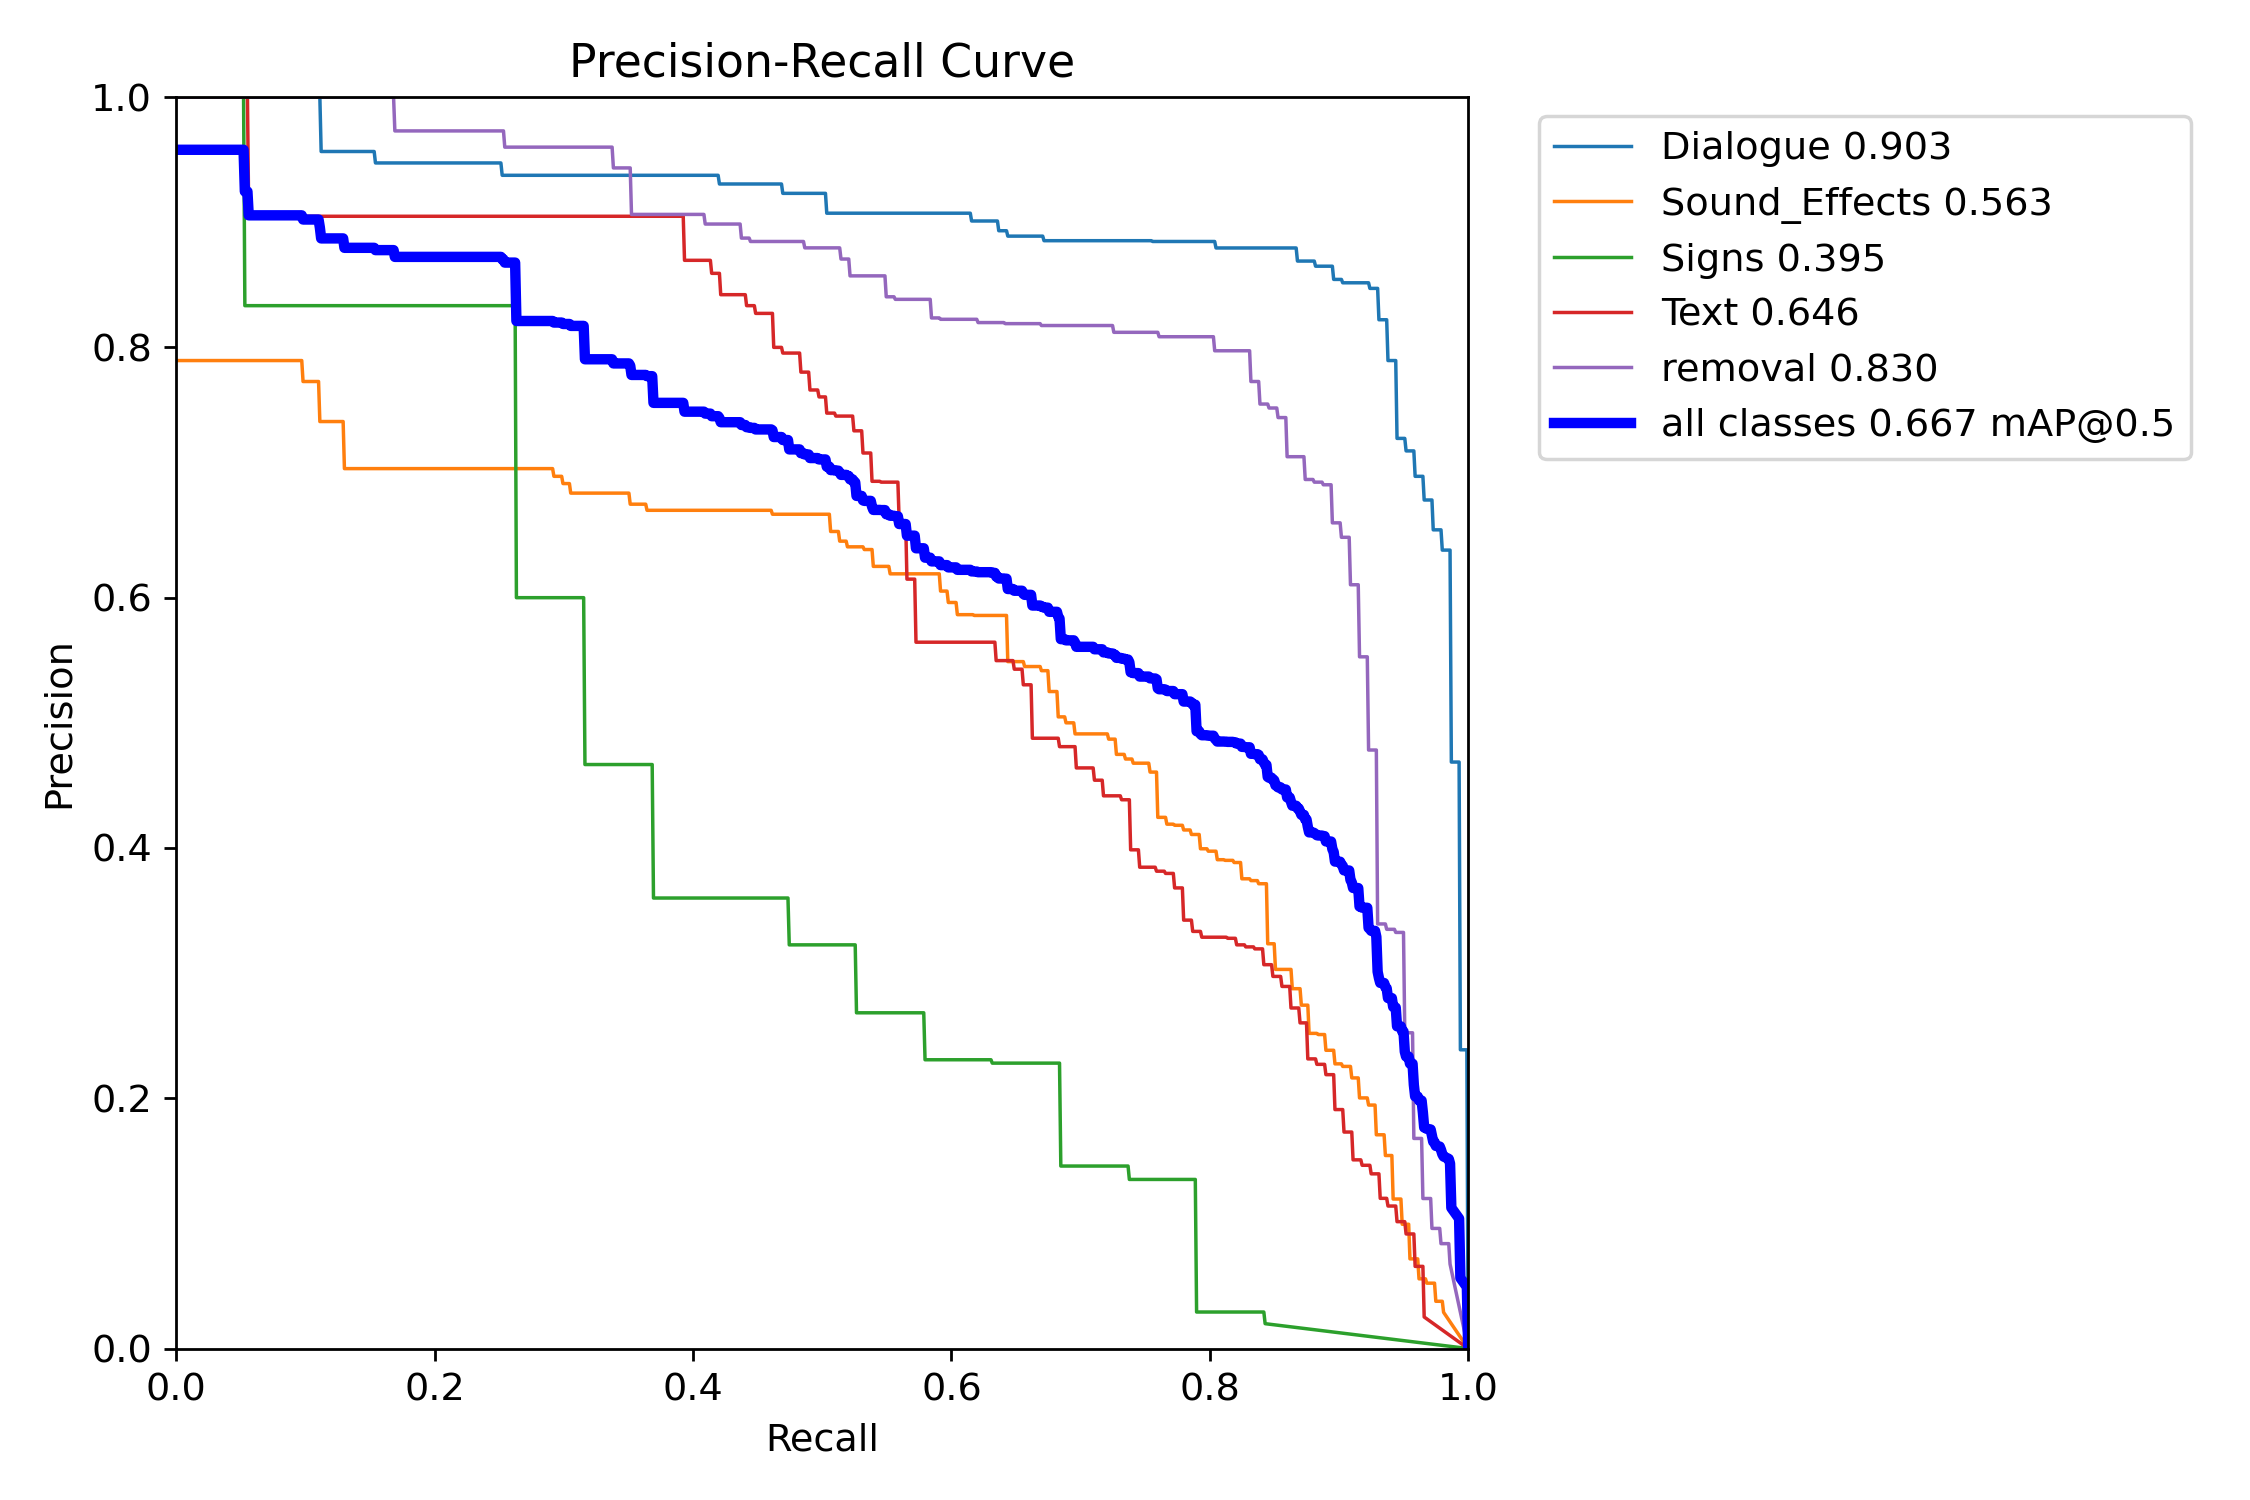 Precision-Recall Curve
1.0
0.8
0.6
0.4
0.2
0.0
Precision
0.0 0.2 0.4 0.6 0.8 1.0
Recall
Dialogue 0.903
Sound_Effects 0.563
Signs 0.395
Text 0.646
removal 0.830
all classes 0.667 mAP@0.5